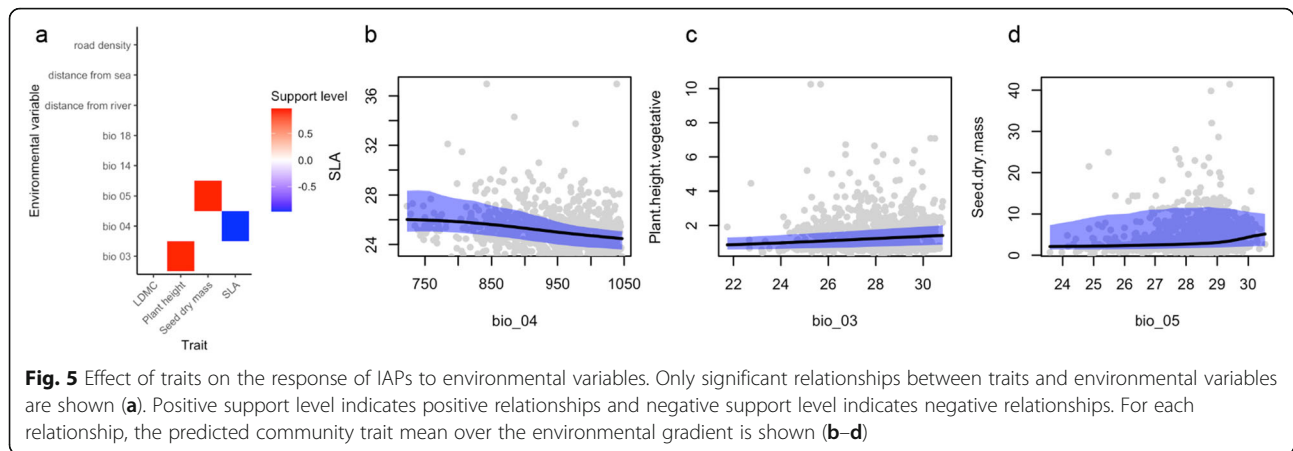 a
Environmental variable
road density
distance from sea
distance from river
bio 18
bio 14
bio 05
bio 04
bio 03
LDMC
Plant height
Seed dry mass
SLA
Trait
Support level
0.5
0.0
-0.5
b
SLA
36
32
28
26
24
750
850
950
1050
bio_04
c
Plant.height.vegetative
10
8
6
4
2
22
24
26
28
30
bio_03
d
Seed.dry.mass
40
30
20
10
0
24
25
26
27
28
29
30
bio_05
Fig. 5 Effect of traits on the response of IAPs to environmental variables. Only significant relationships between traits and environmental variables
are shown (a). Positive support level indicates positive relationships and negative support level indicates negative relationships. For each
relationship, the predicted community trait mean over the environmental gradient is shown (b–d)